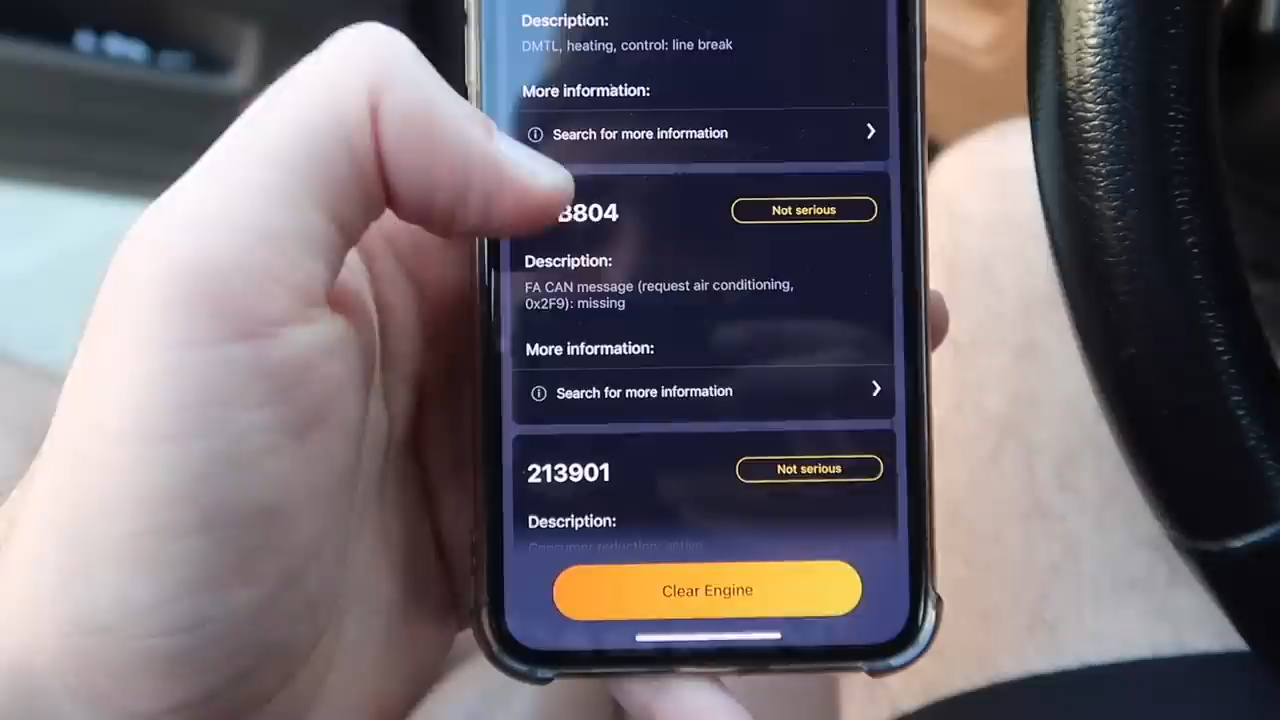 Description:
DMTL, heating, control: line break
More information:
Search for more information
B804
Not serious
Description:
FA CAN message (request air conditioning,
0x2F9): missing
More information:
Search for more information
213901
Not serious
Description:
Consumer reduction: active
Clear Engine